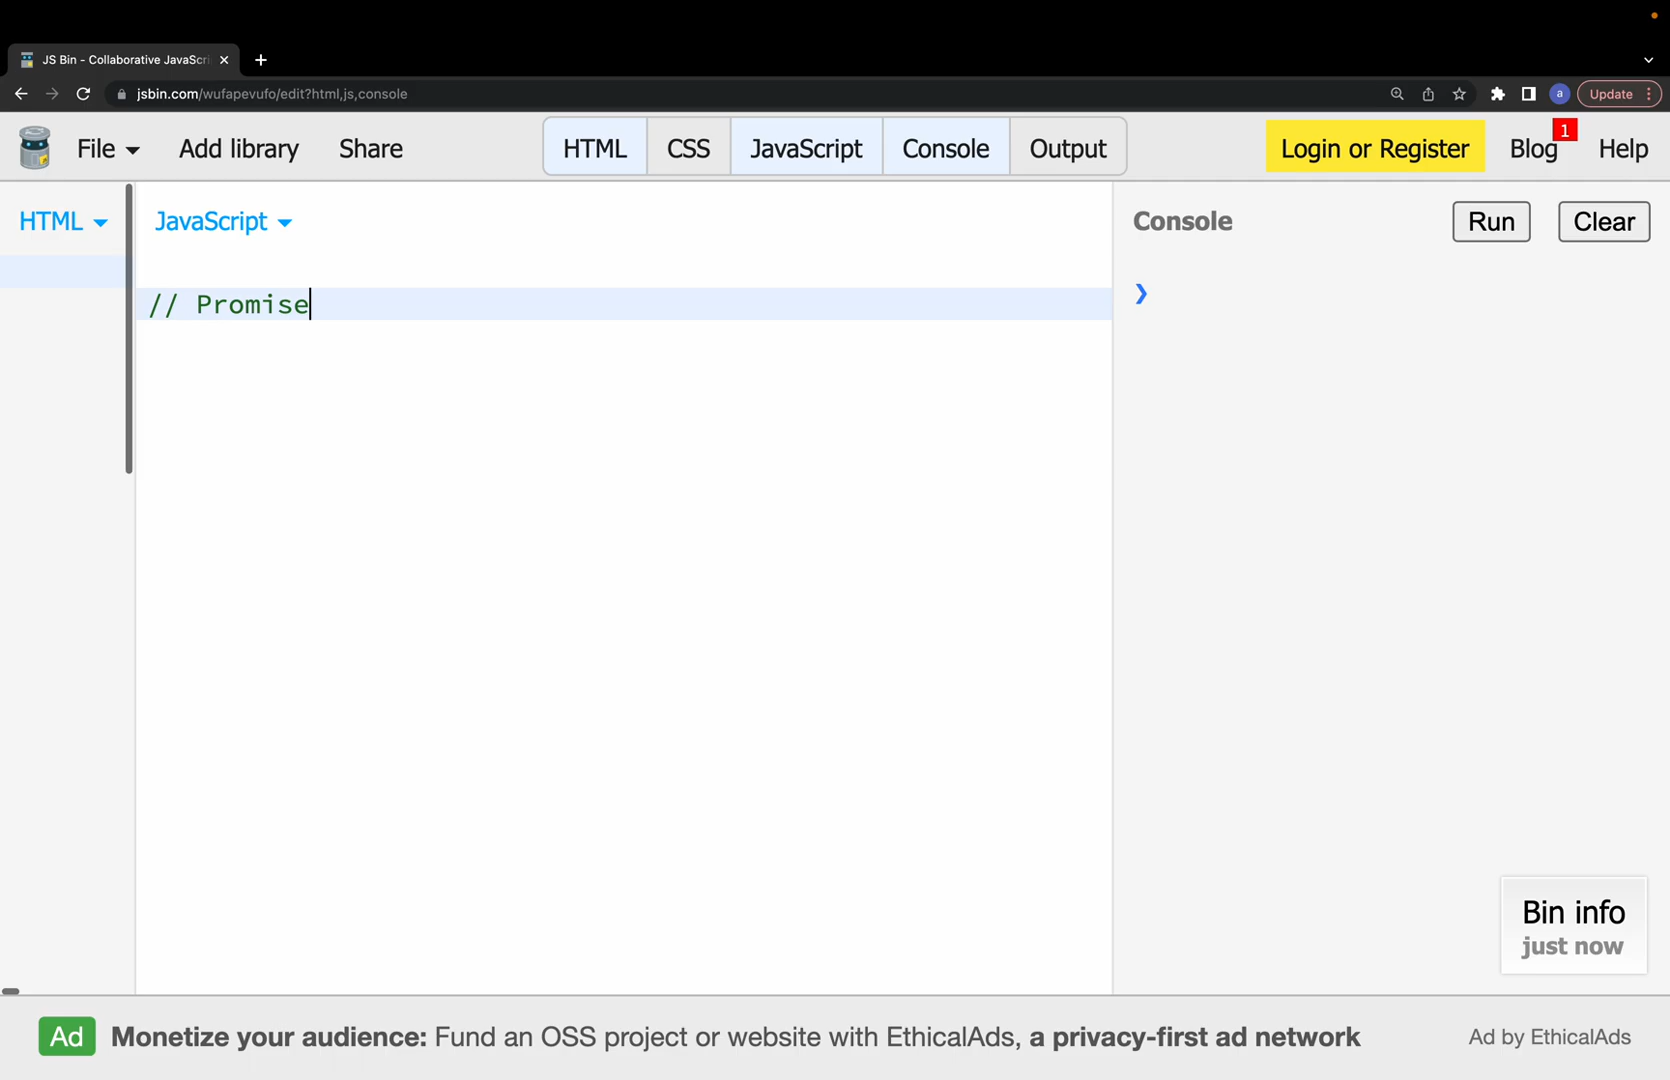 JS Bin - Collaborative JavaScri
jsbin.com/wufapevufo/edit?html,js,console
a
Update
File
Add library
Share
HTML
CSS
JavaScript
Console
Output
Login or Register
Blog
1
Help
HTML
JavaScript
Console
Run
Clear
// Promise
Bin info
just now
Ad
Monetize your audience: Fund an OSS project or website with EthicalAds, a privacy-first ad network
Ad by EthicalAds